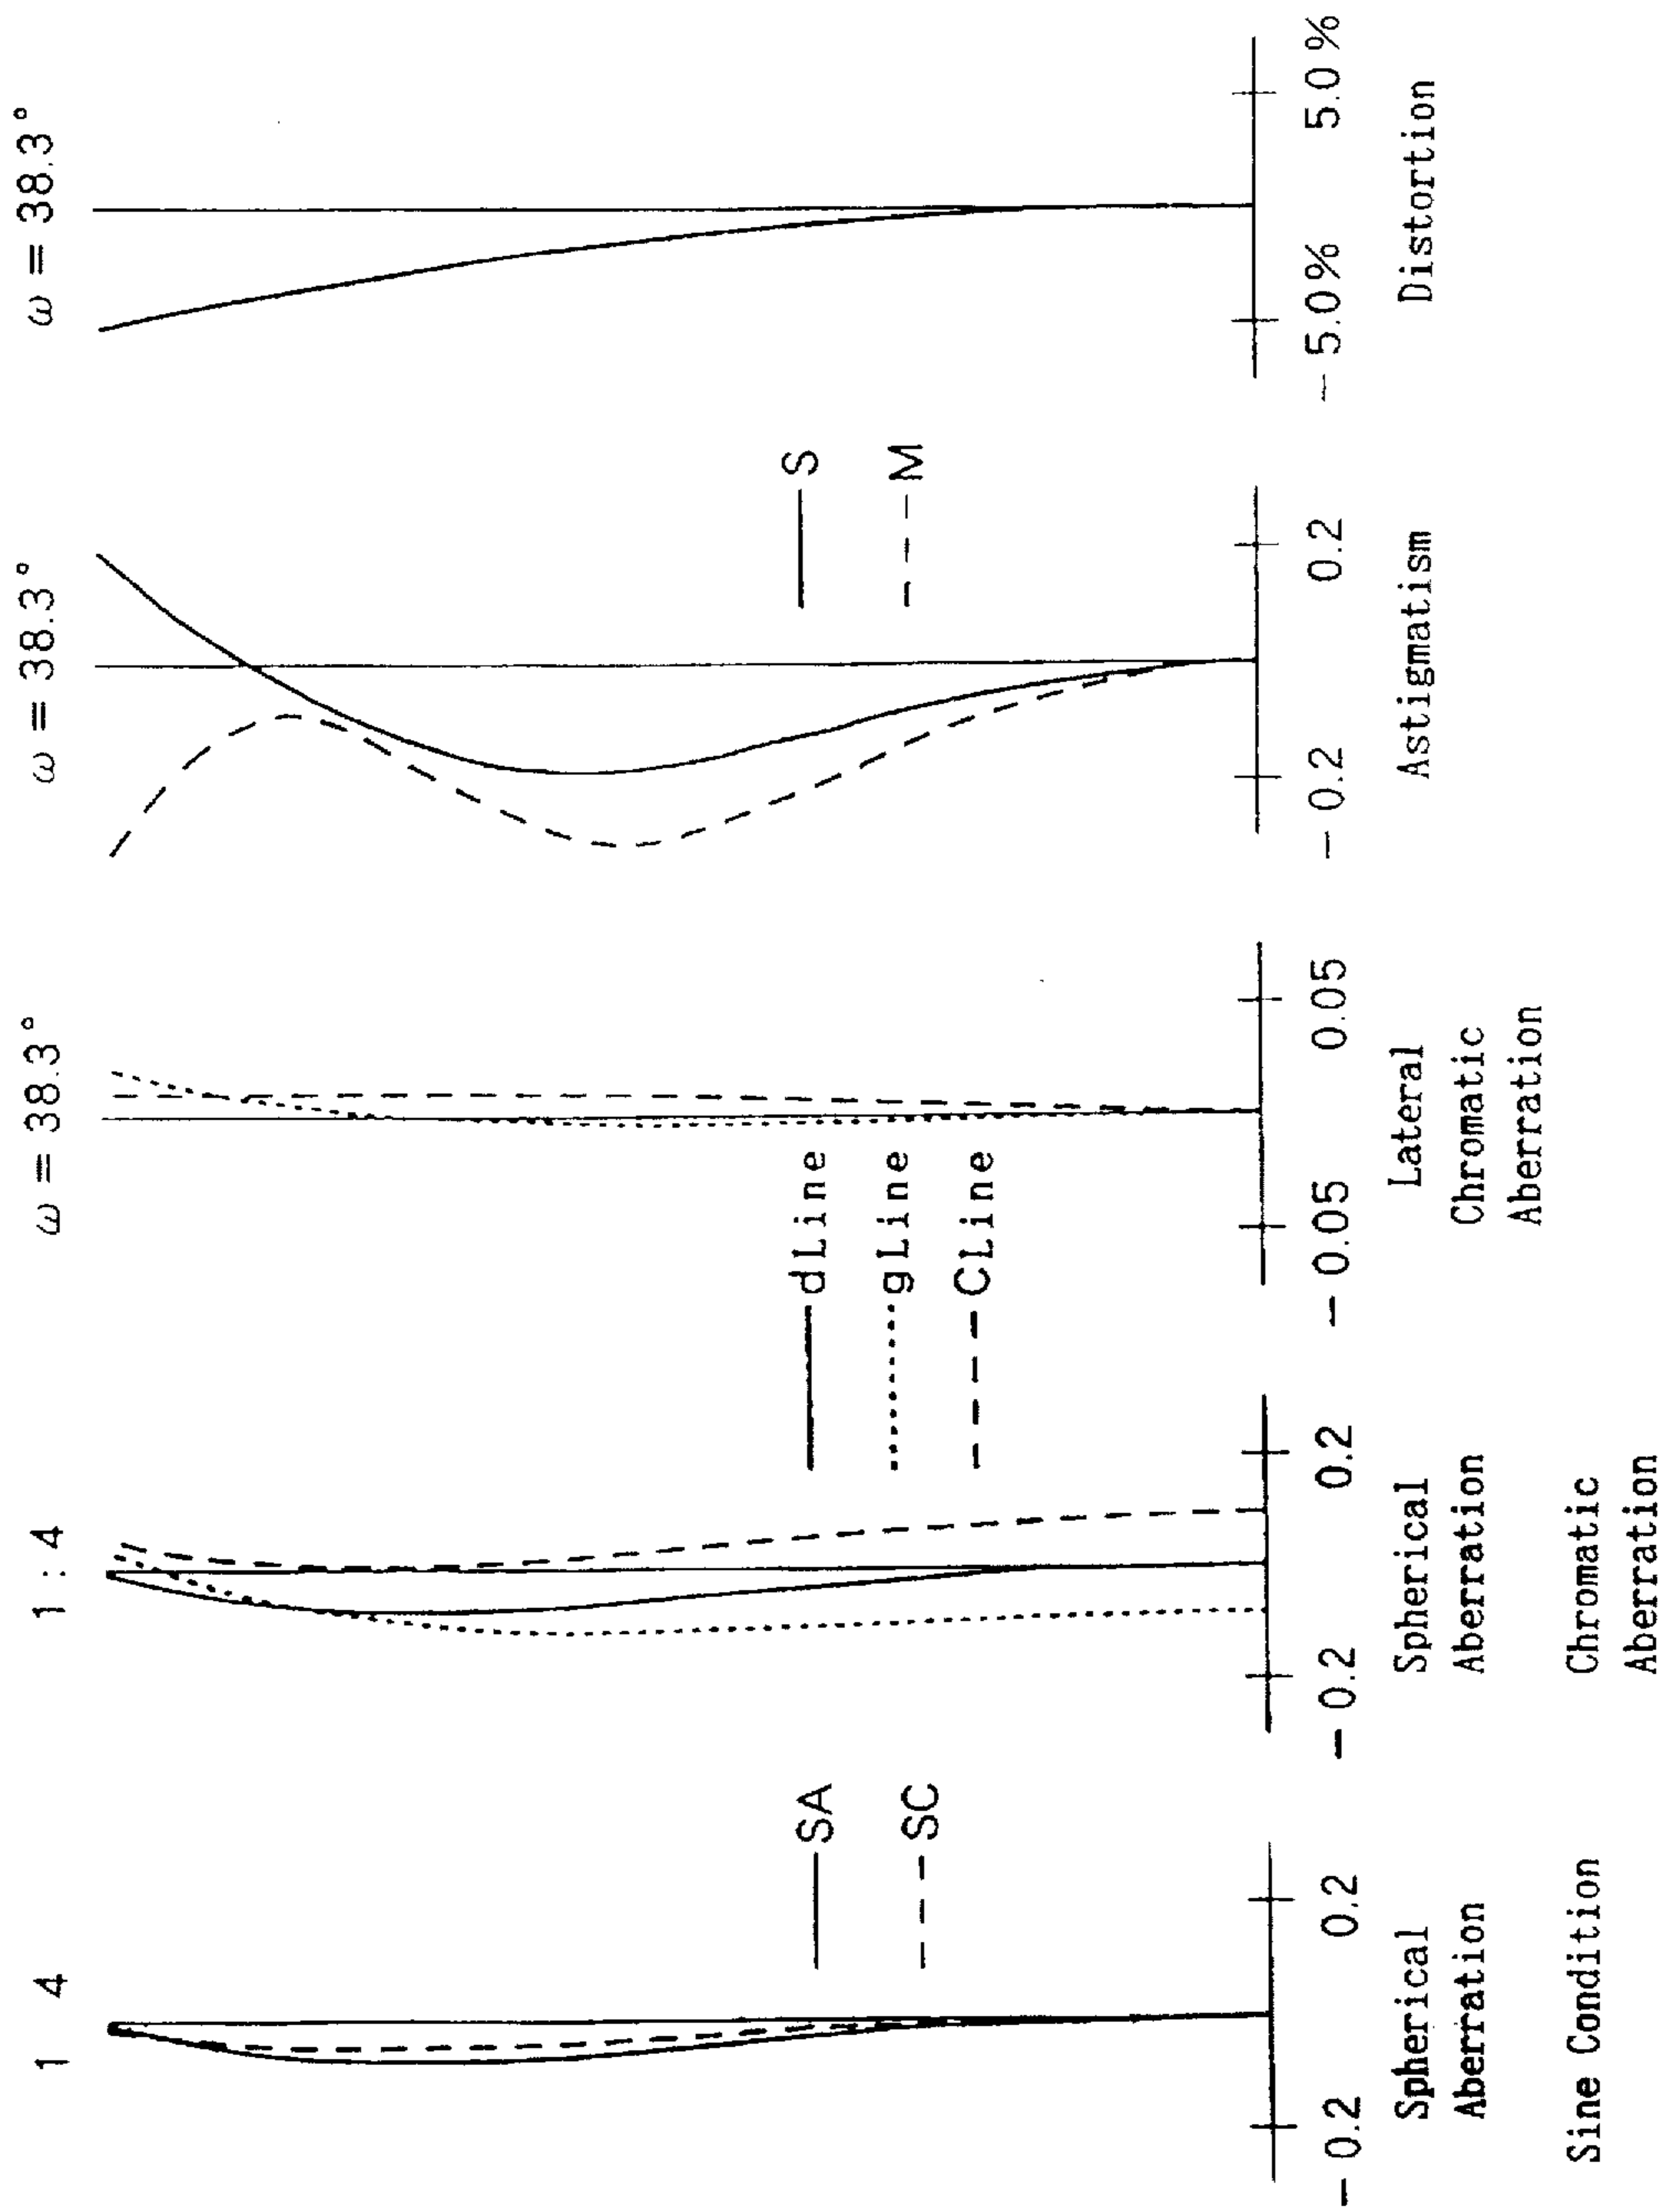 1 4
SA
SC
-0.2
0.2
Spherical
Aberration
Sine Condition
1 : 4
dLine
gLine
CLine
-0.2
0.2
Spherical
Aberration
Chromatic
Aberration
ω = 38.3°
-0.05
0.05
Lateral
Chromatic
Aberration
ω = 38.3°
S
M
-0.2
0.2
Astigmatism
ω = 38.3°
-5.0%
5.0%
Distortion